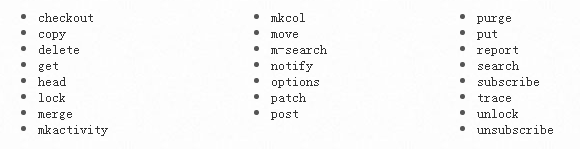 checkout
copy
delete
get
head
lock
merge
mkactivity
mkcol
move
m-search
notify
options
patch
post
purge
put
report
search
subscribe
trace
unlock
unsubscribe